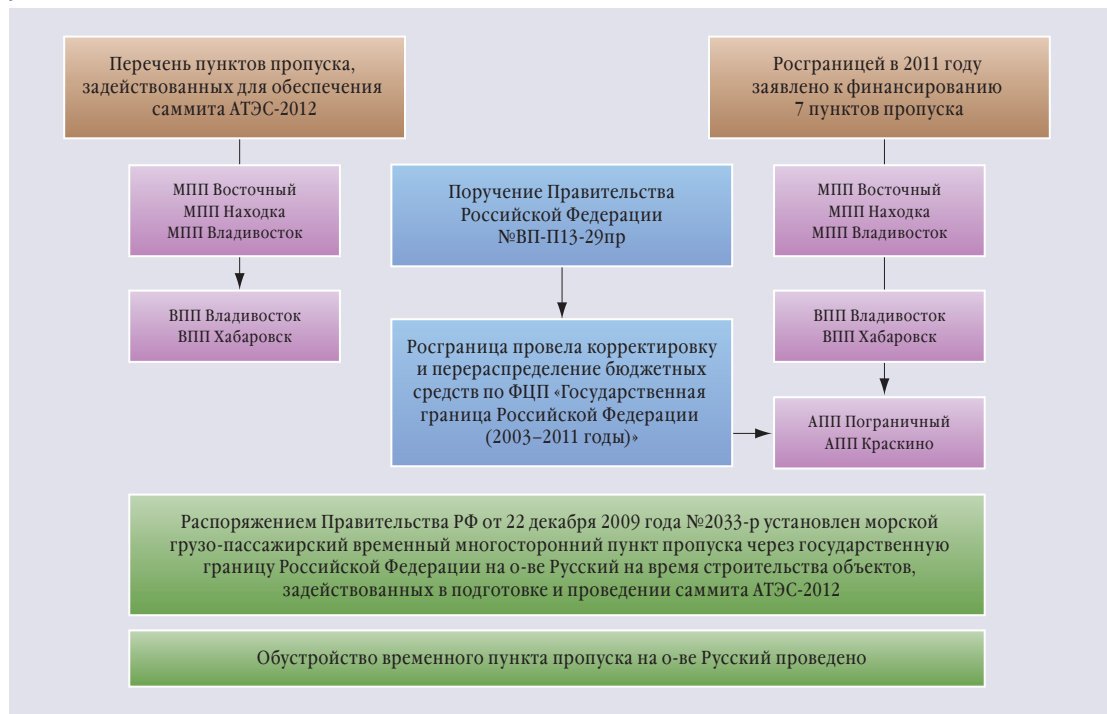 Перечень пунктов пропуска,
задействованных для обеспечения
саммита АТЭС-2012
МПП Восточный
МПП Находка
МПП Владивосток
ВПП Владивосток
ВПП Хабаровск
Поручение Правительства
Российской Федерации
№ВП-П13-29пр
Росграница провела корректировку
и перераспределение бюджетных
средств по ФЦП «Государственная
граница Российской Федерации
(2003–2011 годы)»
Росграницей в 2011 году
заявлено к финансированию
7 пунктов пропуска
МПП Восточный
МПП Находка
МПП Владивосток
ВПП Владивосток
ВПП Хабаровск
АПП Пограничный
АПП Краскино
Распоряжением Правительства РФ от 22 декабря 2009 года №2033-р установлен морской
грузо-пассажирский временный многосторонний пункт пропуска через государственную
границу Российской Федерации на о-ве Русский на время строительства объектов,
задействованных в подготовке и проведении саммита АТЭС-2012
Обустройство временного пункта пропуска на о-ве Русский проведено